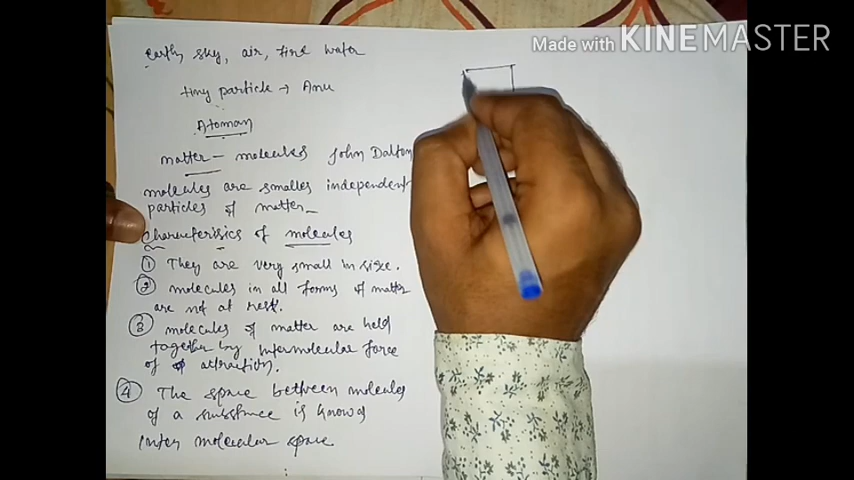 Made with KINEMASTER
earth, sky, air, fire water
tiny particle → Anu
Atoman
matter - molecules John Dalton
molecules are smalles independent
particles of matter_
characterisics of molecules
① They are very small in size.
② molecules in all forms of matter
are not at rest.
③ molecules of matter are held
together by intermolecular force
of attraction.
④ The space between molecules
of a substance is known
inter molecular space